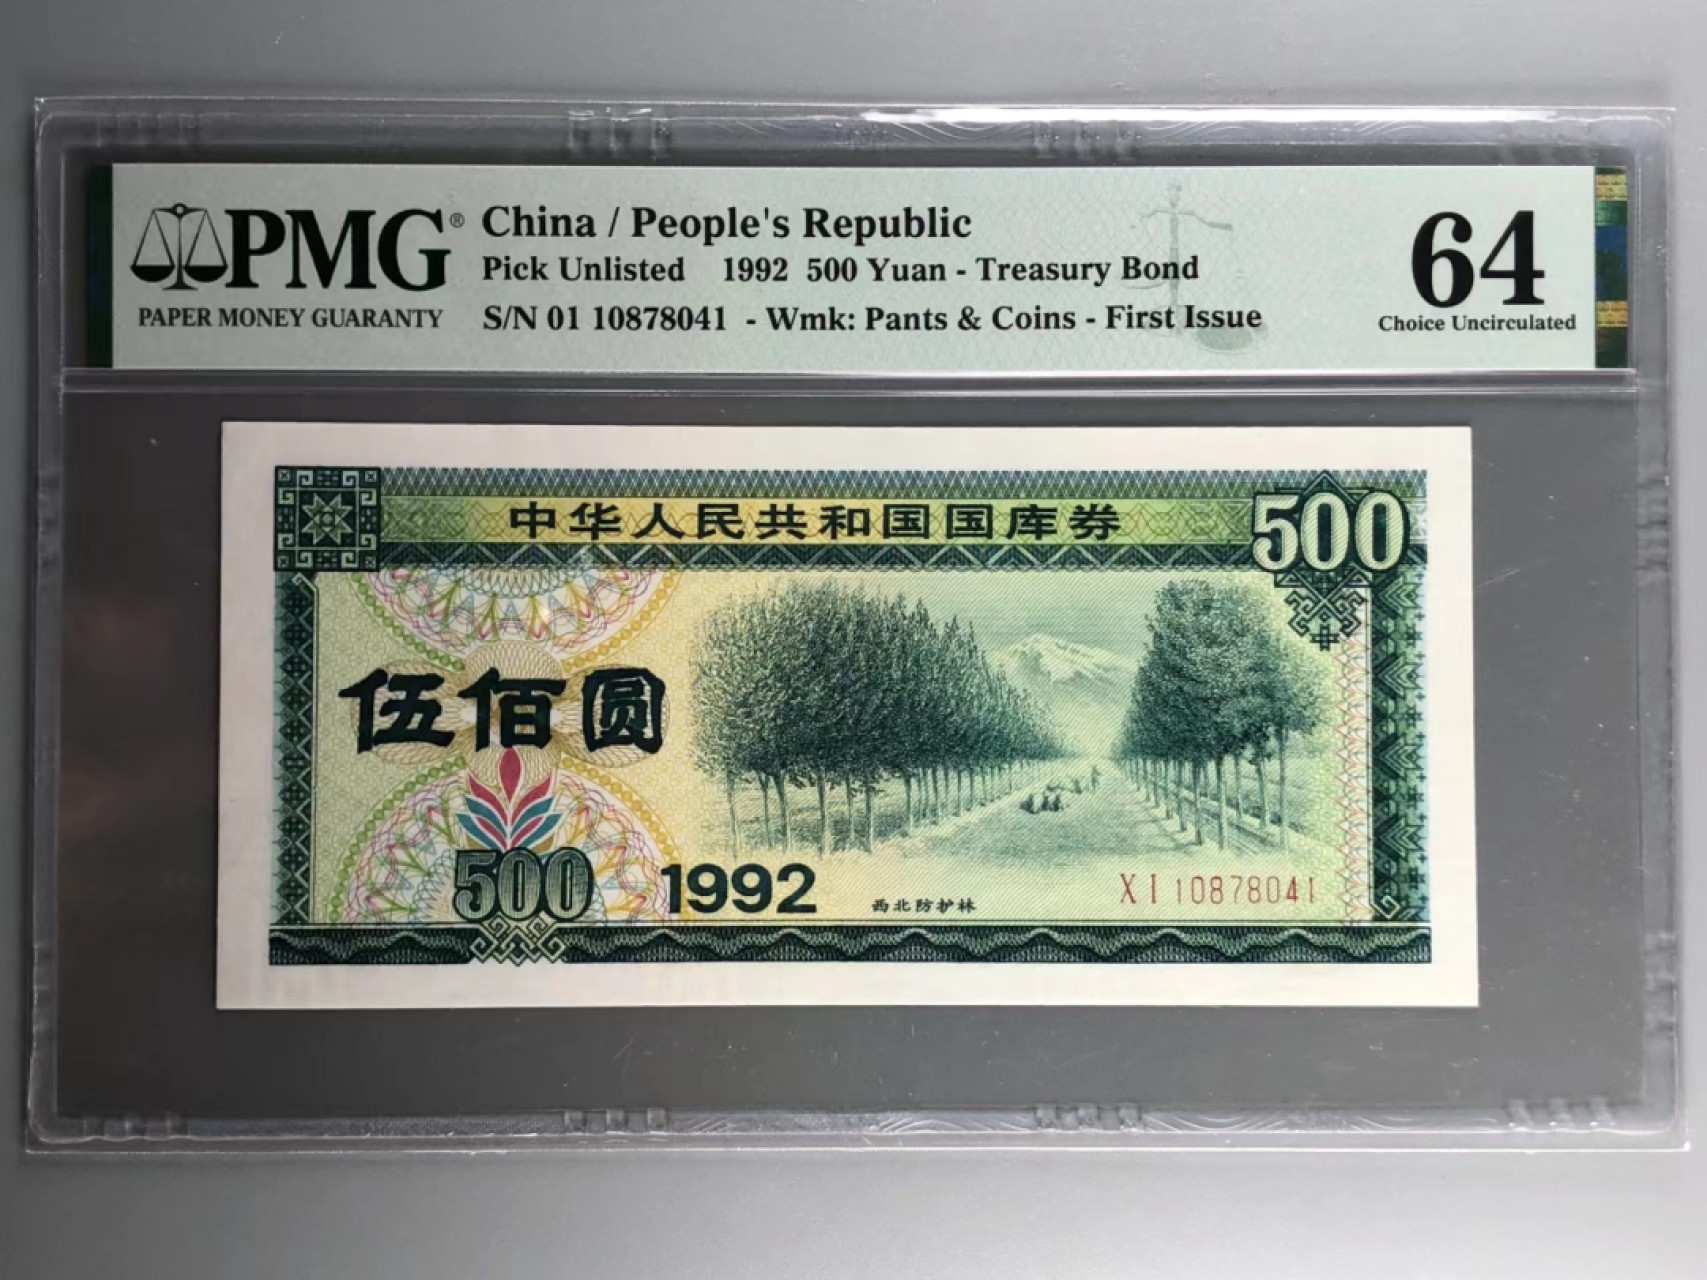 PMG®
PAPER MONEY GUARANTY
China / People's Republic
Pick Unlisted 1992 500 Yuan - Treasury Bond
S/N 01 10878041 - Wmk: Pants & Coins - First Issue
64
Choice Uncirculated
中华人民共和国国库券
500
伍佰圆
500
1992
西北防护林
XI 10878041